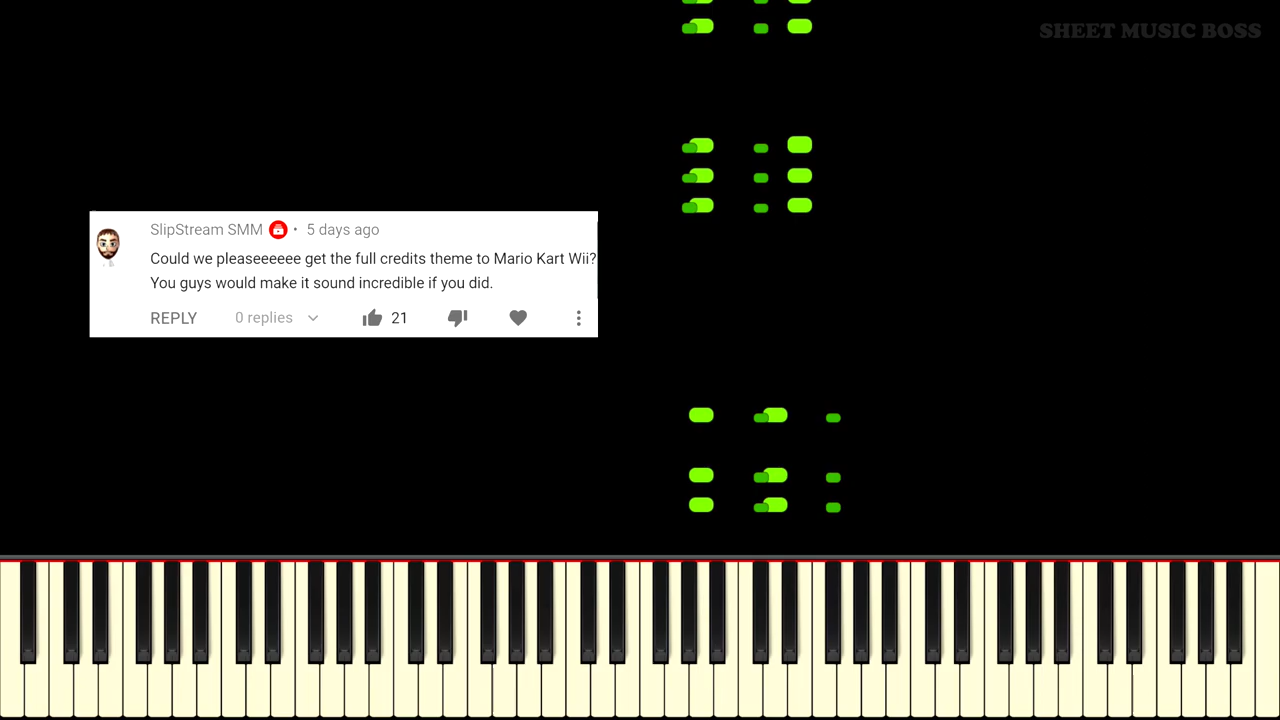 SHEET MUSIC BOSS
SlipStream SMM • 5 days ago
Could we pleaseeeeee get the full credits theme to Mario Kart Wii?
You guys would make it sound incredible if you did.
REPLY 0 replies 21